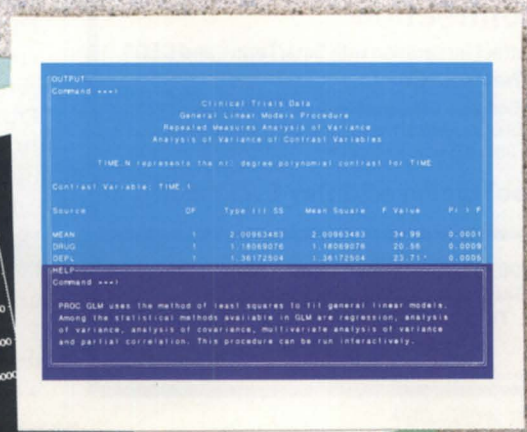 OUTPUT
Command ===>
Clinical Trials Data
General Linear Models Procedure
Repeated Measures Analysis of Variance
Analysis of Variance of Contrast Variables
TIME.N represents the nth degree polynomial contrast for TIME
Contrast Variable: TIME.1
Source DF Type III SS Mean Square F Value Pr > F
MEAN 1 2.00963483 2.00963483 34.99 0.0001
DRUG 1 1.18069076 1.18069076 20.56 0.0009
DEPL 1 1.36172504 1.36172504 23.71 0.0005
HELP
Command ===>
PROC GLM uses the method of least squares to fit general linear models.
Among the statistical methods available in GLM are regression, analysis
of variance, analysis of covariance, multivariate analysis of variance
and partial correlation. This procedure can be run interactively.